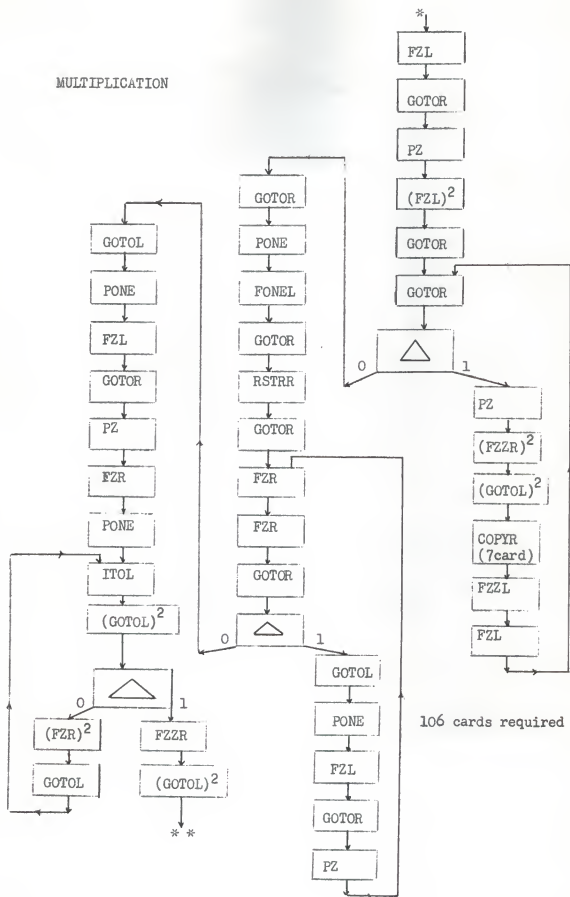 MULTIPLICATION
*
FZL
GOTOR
PZ
(FZL)²
GOTOR
GOTOR
0 1
PZ
(FZZR)²
(GOTOL)²
COPYR
(7card)
FZZL
FZL
GOTOR
PONE
FONEL
GOTOR
RSTRR
GOTOR
FZR
FZR
GOTOR
0 1
GOTOL
PONE
FZL
GOTOR
PZ
GOTOL
PONE
FZL
GOTOR
PZ
FZR
PONE
ITOL
(GOTOL)²
0 1
(FZR)²
GOTOL
FZZR
(GOTOL)²
* *
106 cards required